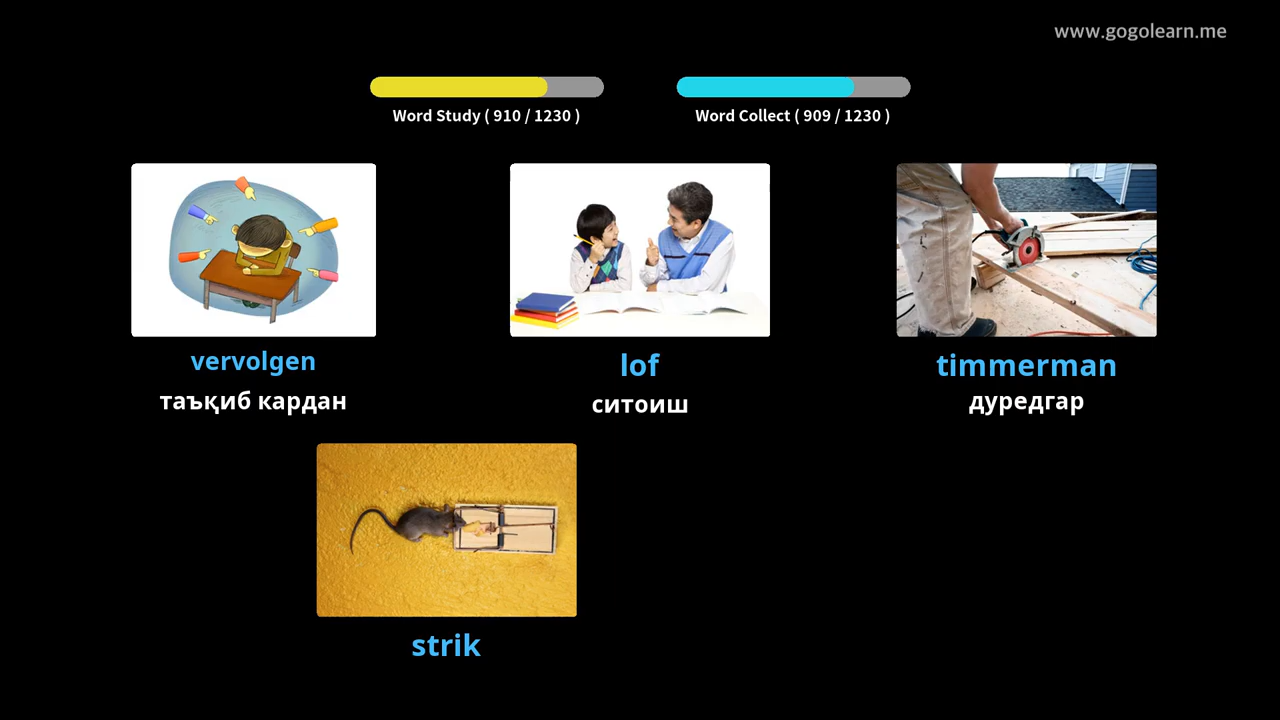 www.gogolearn.me
Word Study ( 910 / 1230 )
Word Collect ( 909 / 1230 )
vervolgen
lof
timmerman
таъқиб кардан
ситоиш
дуредгар
strik